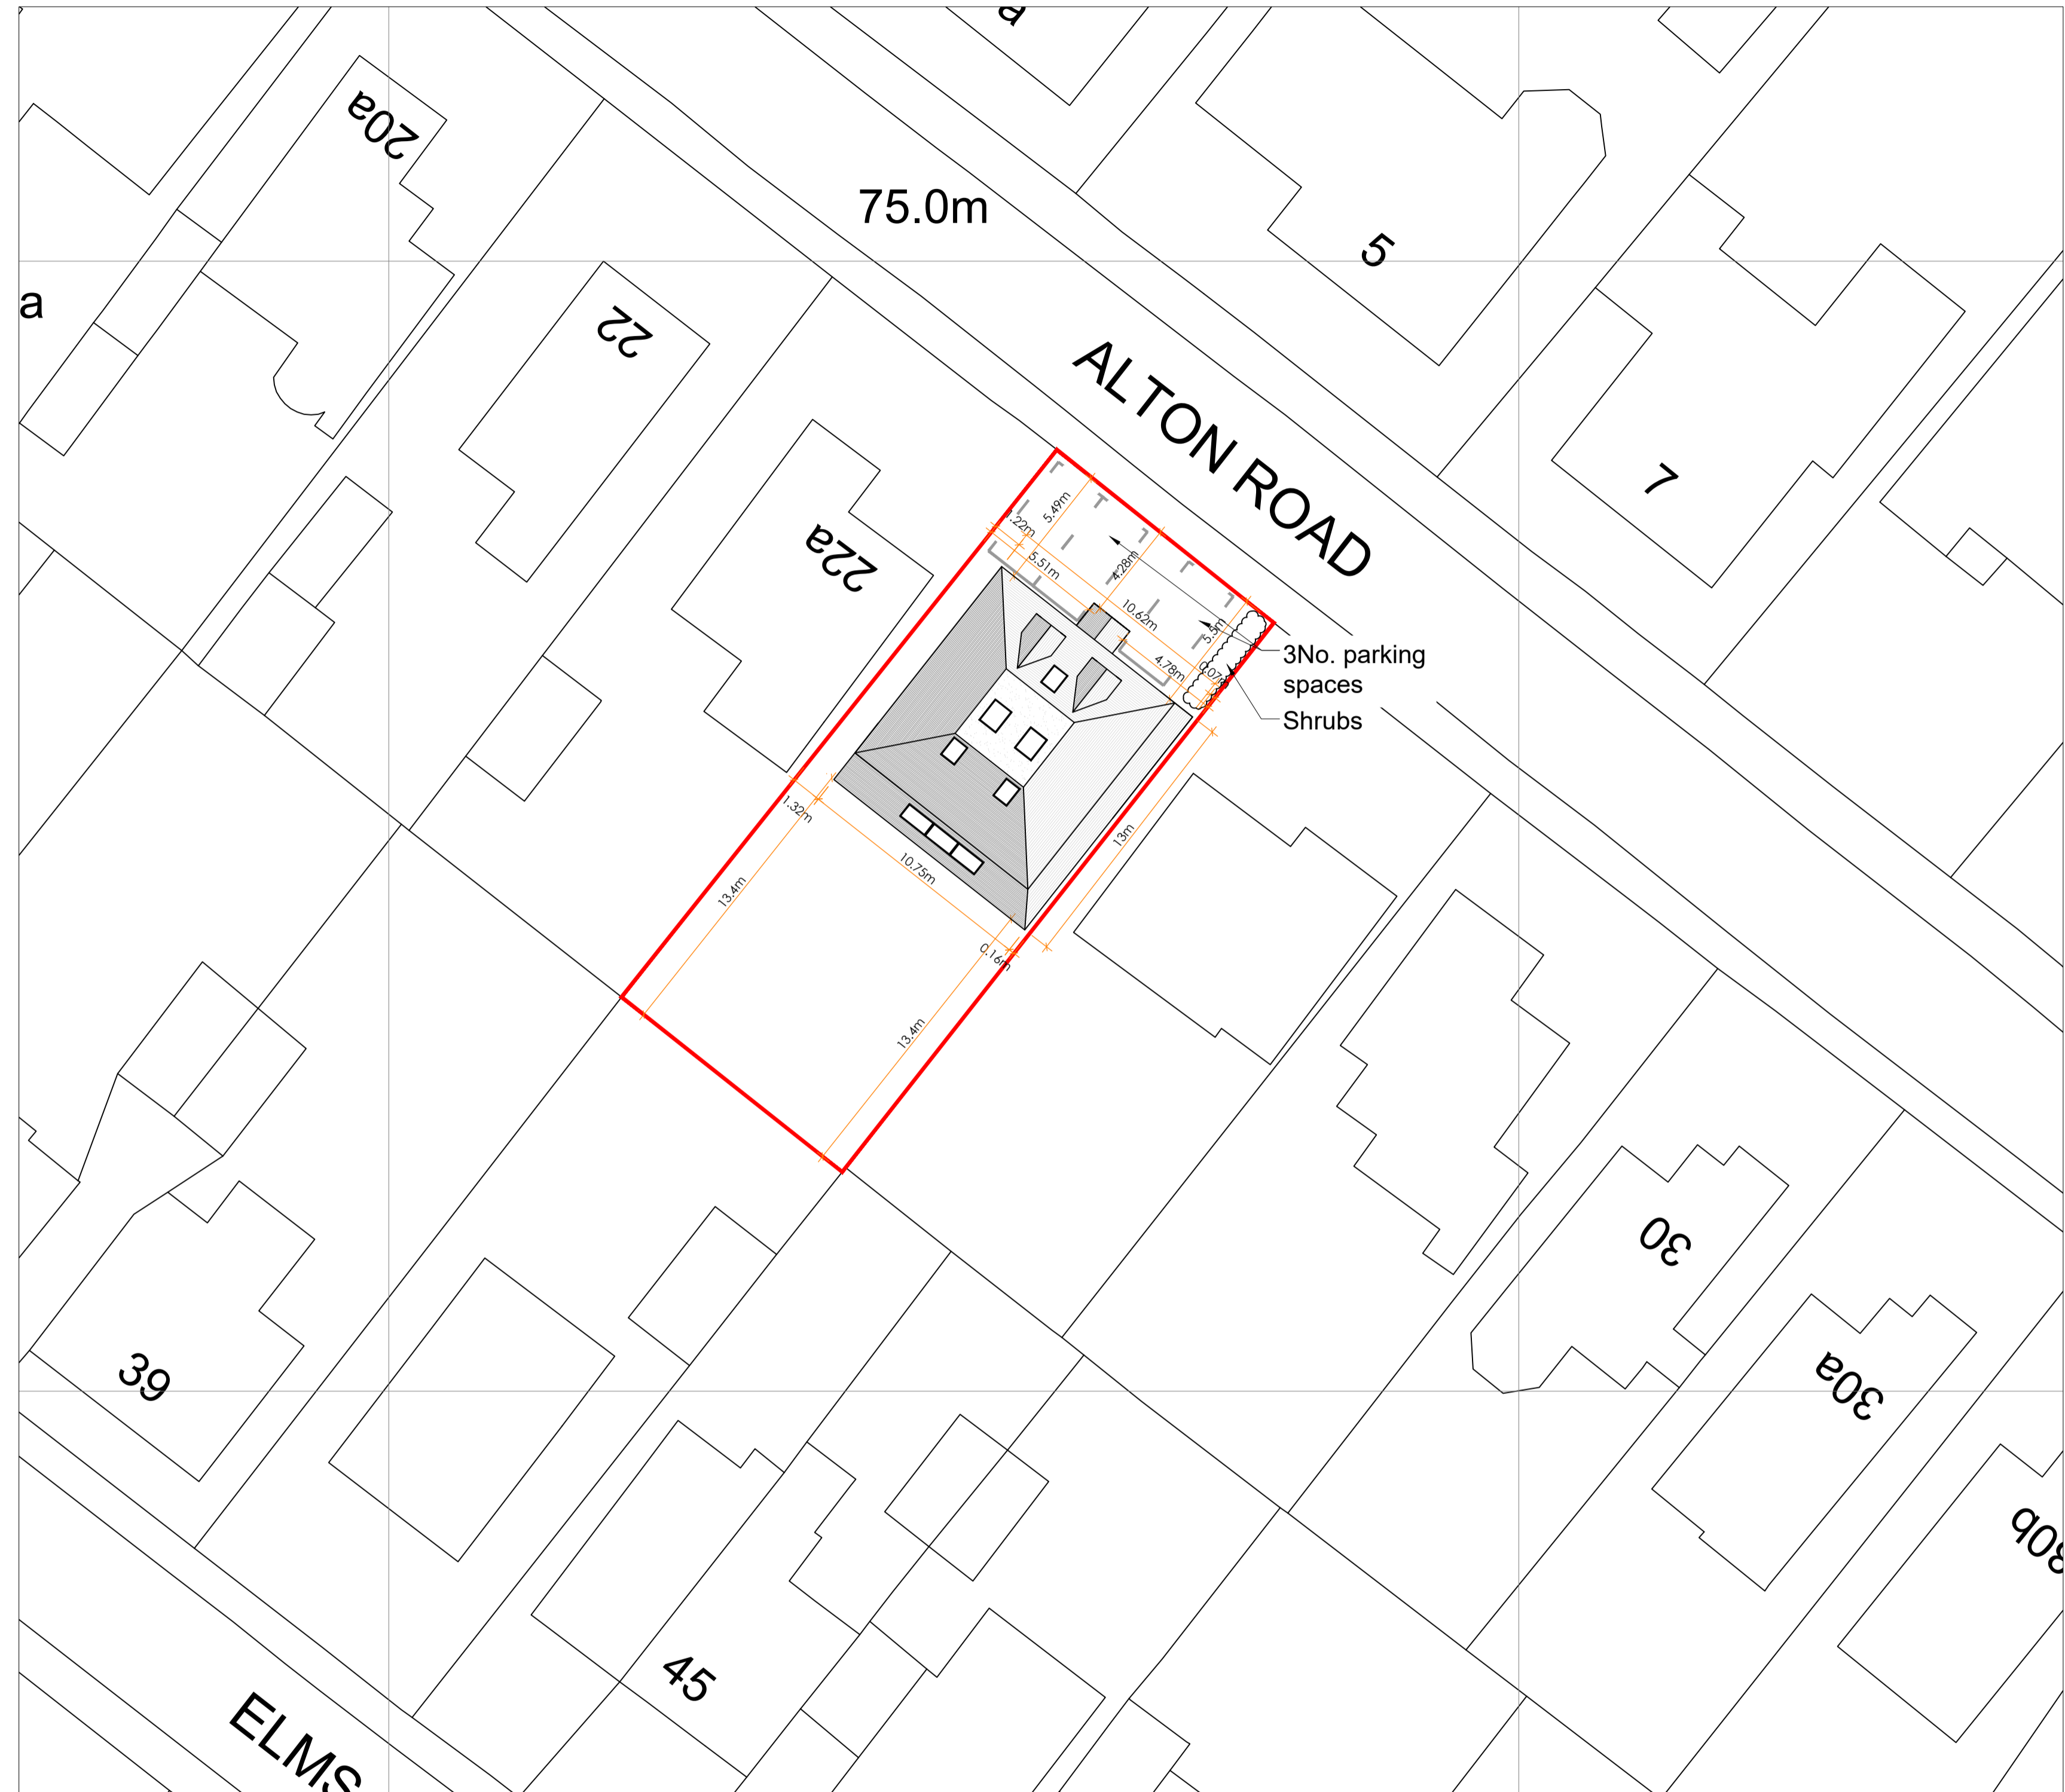 a
20a
75.0m
5
a
22
ALTON ROAD
7
22a
5.49m
5.51m
4.28m
10.62m
5.5m
4.78m
3No. parking
spaces
Shrubs
1.32m
10.75m
13m
13.4m
0.16m
13.4m
30
39
30a
45
ELMS